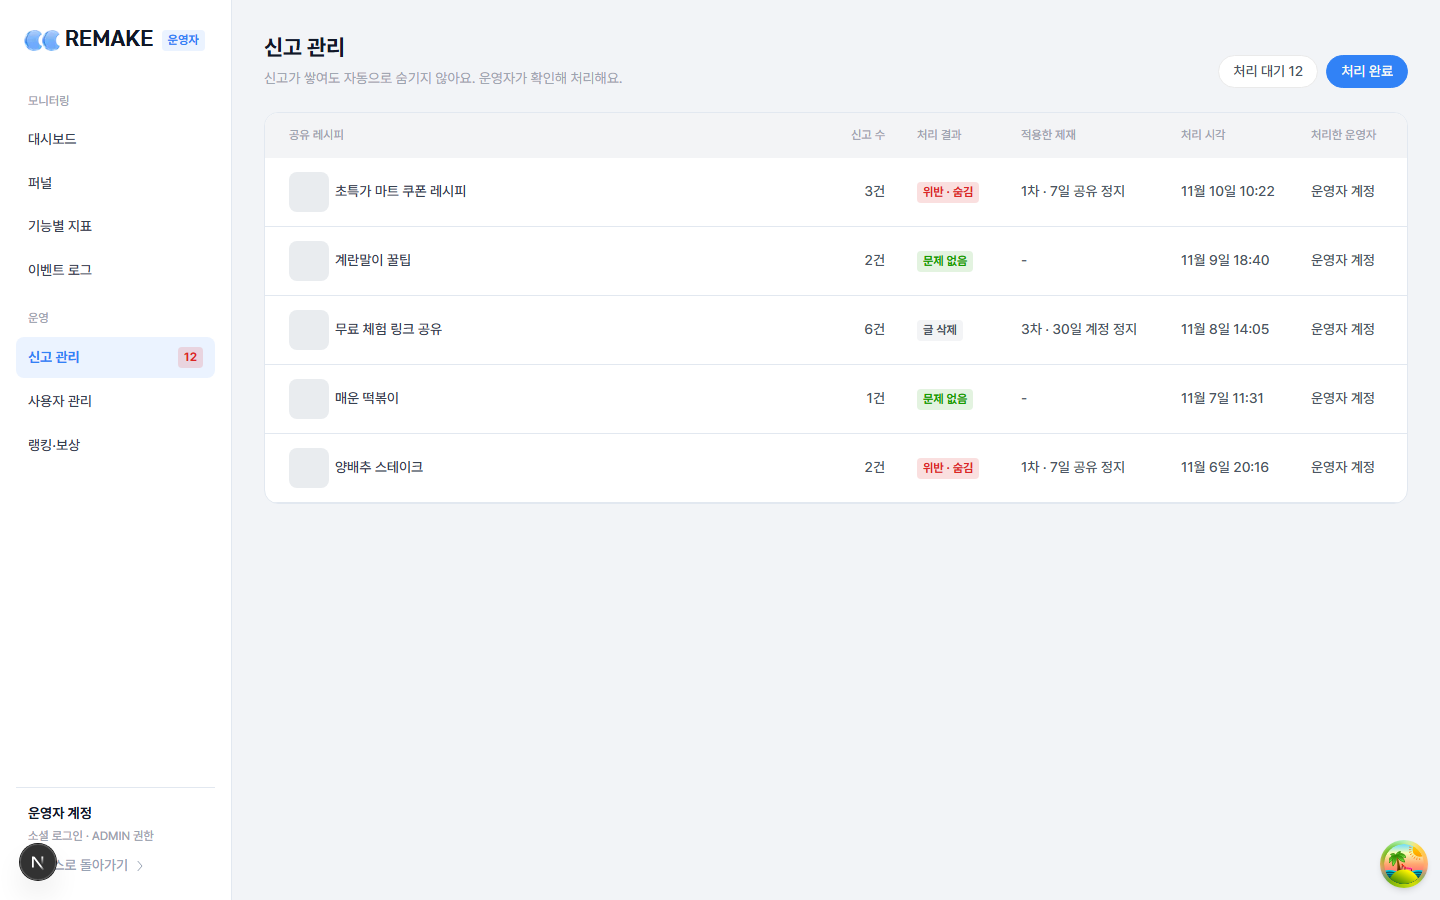 REMAKE 운영자
모니터링
대시보드
퍼널
기능별 지표
이벤트 로그
운영
신고 관리 12
사용자 관리
랭킹·보상
운영자 계정
소셜 로그인 · ADMIN 권한
스로 돌아가기
N
신고 관리
신고가 쌓여도 자동으로 숨기지 않아요. 운영자가 확인해 처리해요.
처리 대기 12 처리 완료
공유 레시피 신고 수 처리 결과 적용한 제재 처리 시각 처리한 운영자
초특가 마트 쿠폰 레시피 3건 위반 · 숨김 1차 · 7일 공유 정지 11월 10일 10:22 운영자 계정
계란말이 꿀팁 2건 문제 없음 - 11월 9일 18:40 운영자 계정
무료 체험 링크 공유 6건 글 삭제 3차 · 30일 계정 정지 11월 8일 14:05 운영자 계정
매운 떡볶이 1건 문제 없음 - 11월 7일 11:31 운영자 계정
양배추 스테이크 2건 위반 · 숨김 1차 · 7일 공유 정지 11월 6일 20:16 운영자 계정